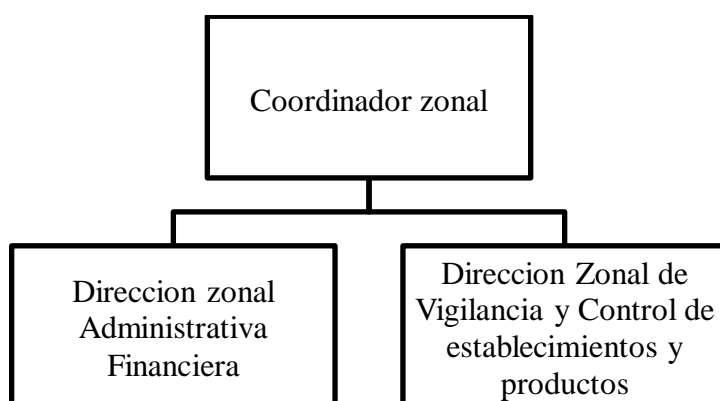 Coordinador zonal
Direccion zonal
Administrativa
Financiera
Direccion Zonal de
Vigilancia y Control de
establecimientos y
productos